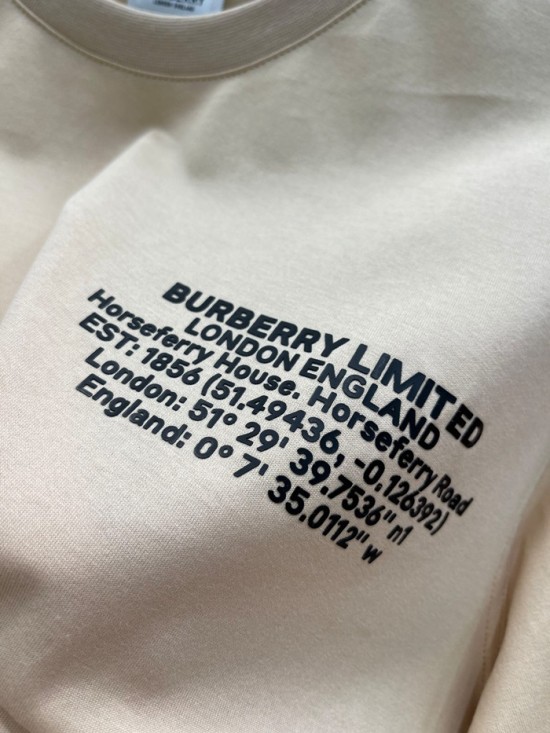 BURBERRY LIMITED
LONDON ENGLAND
Horseferry House. Horseferry Road
EST: 1856 (51.49436, -0.126392)
London: 51° 29' 39.7536" n1
England: 0° 7' 35.0112" w